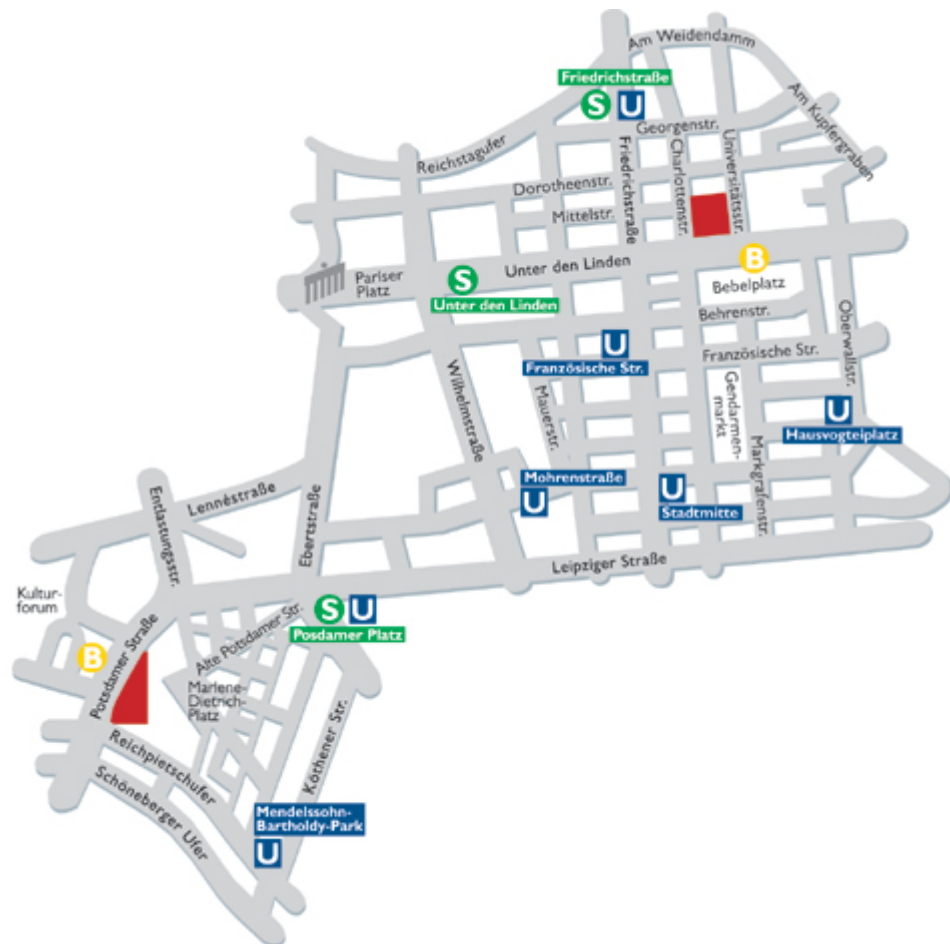 Am Weidendamm
Friedrichstraße
S
U
Am Kupfergraben
Georgenstr.
Reichstagufer
Friedrichstraße
Charlottenstr.
Universitätsstr.
Dorotheenstr.
Mittelstr.
Unter den Linden
B
Bebelplatz
Pariser
Platz
S
Unter den Linden
Behrenstr.
Oberwallstr.
U
Französische Str.
Französische Str.
Wilhelmstraße
Mauerstr.
Gendarmen-
markt
U
Hausvogteiplatz
Markgrafenstr.
Mohrenstraße
U
U
Stadtmitte
Lennéstraße
Entlastungsstr.
Ebertstraße
Leipziger Straße
Kultur-
forum
S
U
Posdamer Platz
Alte Potsdamer Str.
B
Potsdamer Straße
Marlene-
Dietrich-
Platz
Köthener Str.
Reichpietschufer
Schöneberger Ufer
Mendelssohn-
Bartholdy-Park
U